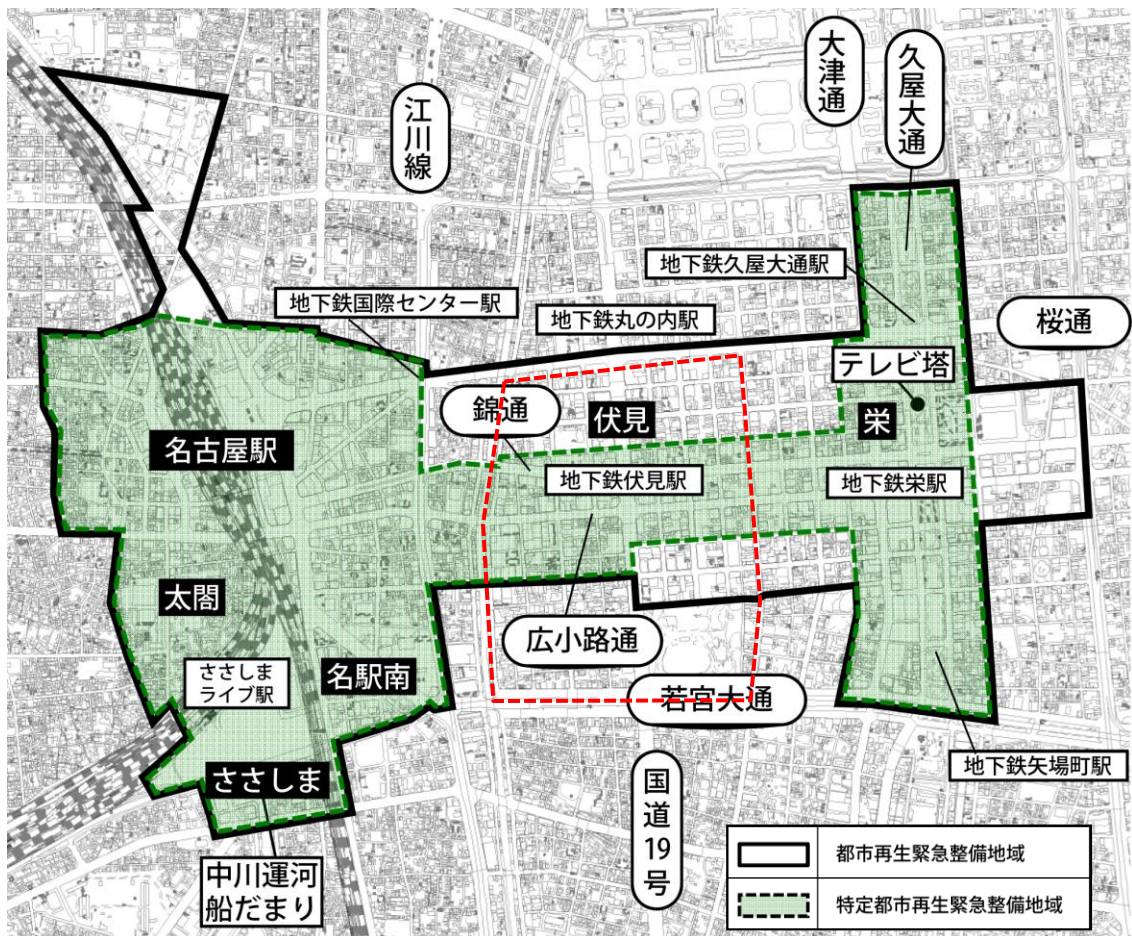 大津通
久屋大通
江川線
地下鉄久屋大通駅
地下鉄国際センター駅
地下鉄丸の内駅
桜通
テレビ塔
錦通
伏見
栄
名古屋駅
地下鉄伏見駅
地下鉄栄駅
太閤
広小路通
ささしま
ライブ駅
名駅南
若宮大通
地下鉄矢場町駅
ささしま
国道19号
中川運河
船だまり
都市再生緊急整備地域
特定都市再生緊急整備地域